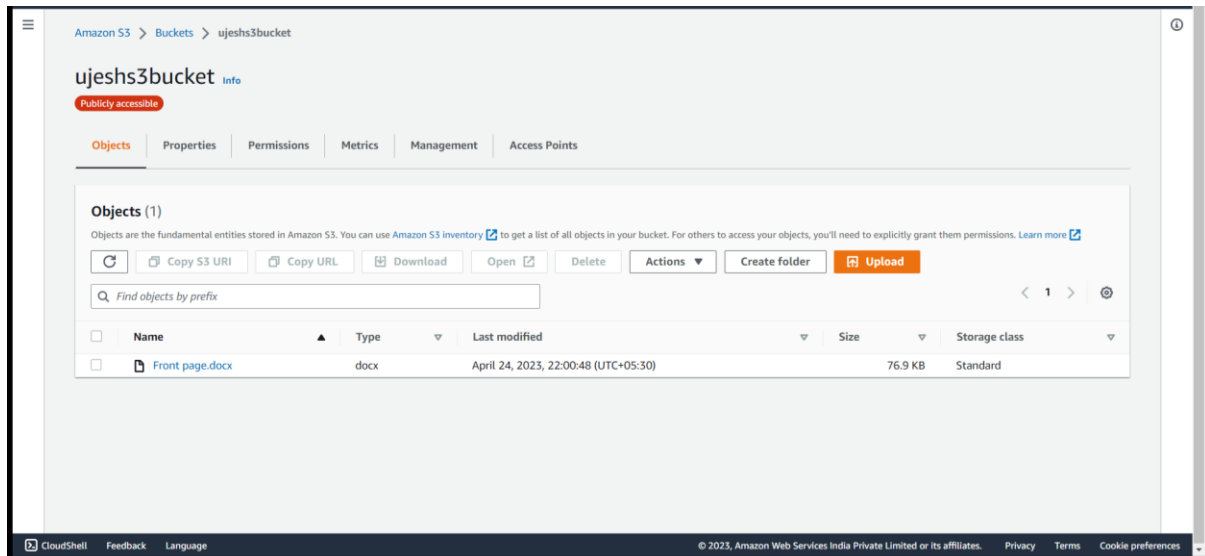 Amazon S3 > Buckets > ujeshs3bucket
ujeshs3bucket Info
Publicly accessible
Objects Properties Permissions Metrics Management Access Points
Objects (1)
Objects are the fundamental entities stored in Amazon S3. You can use Amazon S3 inventory to get a list of all objects in your bucket. For others to access your objects, you'll need to explicitly grant them permissions. Learn more
Copy S3 URI Copy URL Download Open Delete Actions Create folder Upload
Find objects by prefix
1
Name Type Last modified Size Storage class
Front page.docx docx April 24, 2023, 22:00:48 (UTC+05:30) 76.9 KB Standard
CloudShell Feedback Language © 2023, Amazon Web Services India Private Limited or its affiliates. Privacy Terms Cookie preferences